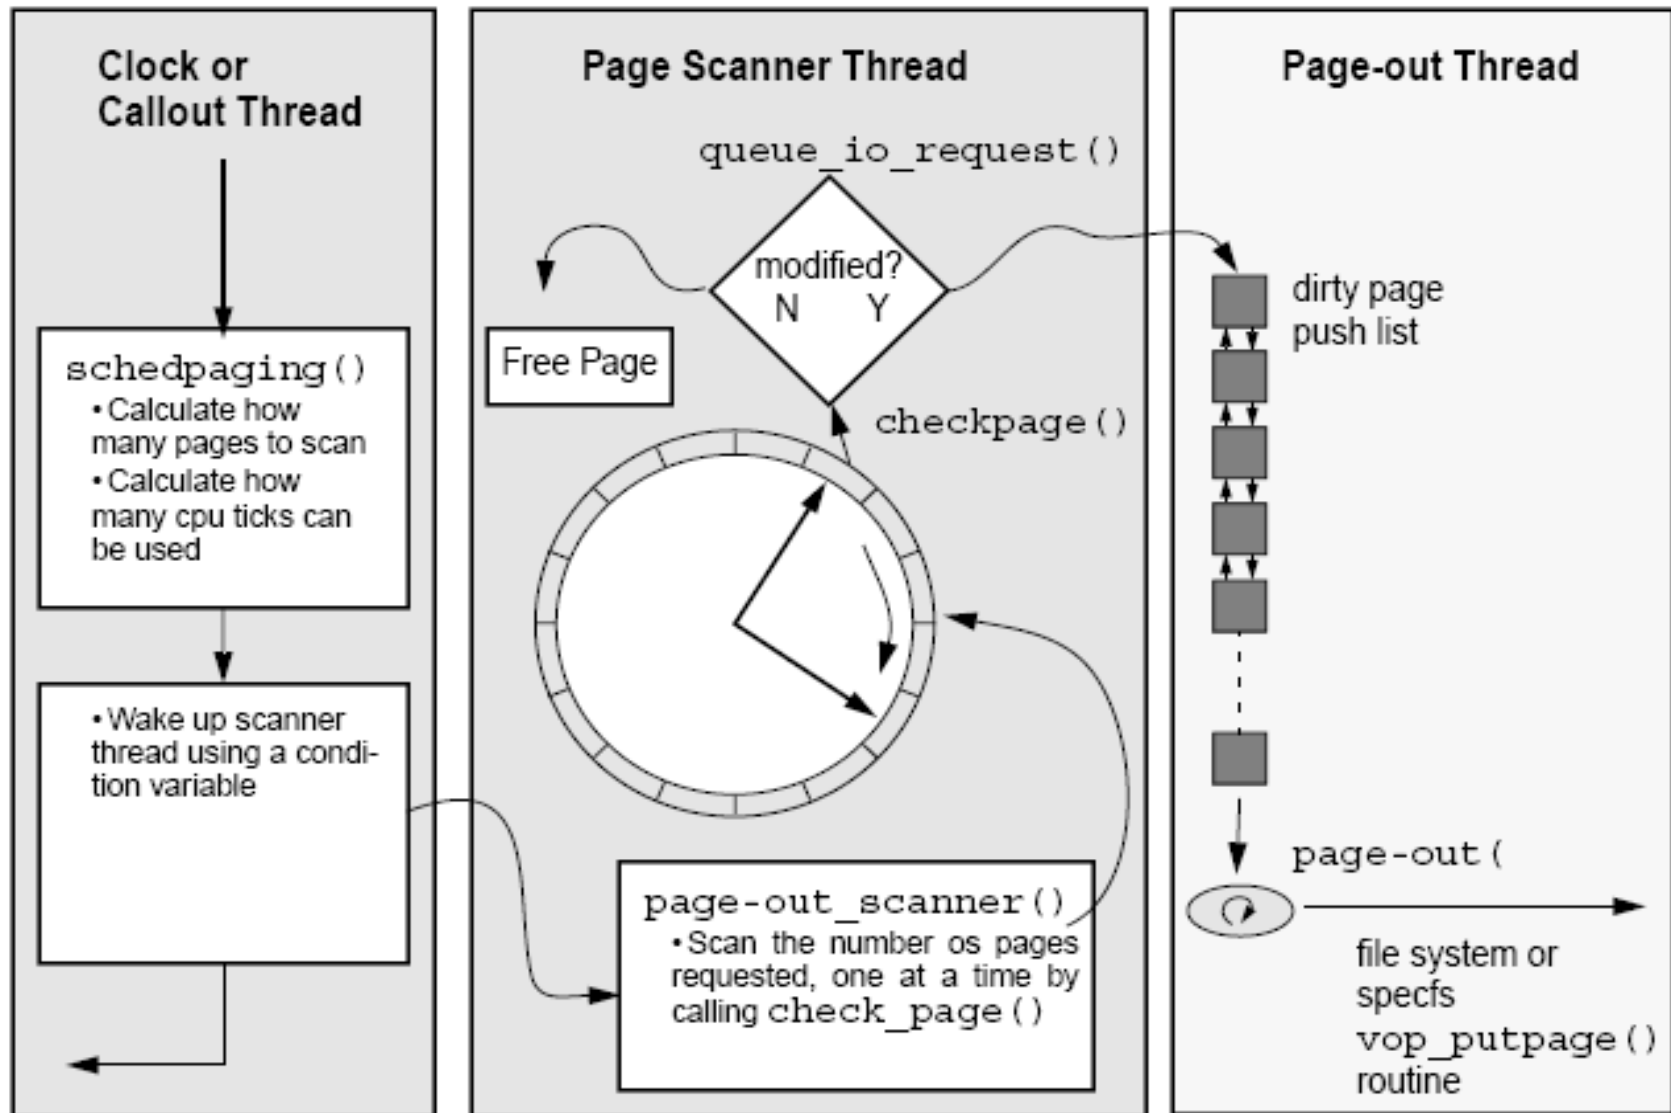 Clock or
Callout Thread
schedpaging()
• Calculate how
many pages to scan
• Calculate how
many cpu ticks can
be used
• Wake up scanner
thread using a condi-
tion variable
Page Scanner Thread
queue_io_request()
modified?
N Y
Free Page
checkpage()
page-out_scanner()
• Scan the number os pages
requested, one at a time by
calling check_page()
Page-out Thread
dirty page
push list
page-out(
file system or
specfs
vop_putpage()
routine